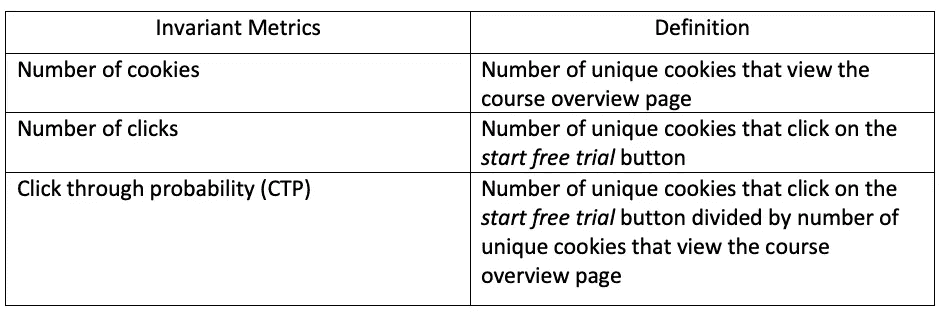 Invariant Metrics Definition
Number of cookies Number of unique cookies that view the
course overview page
Number of clicks Number of unique cookies that click on the
start free trial button
Click through probability (CTP) Number of unique cookies that click on the
start free trial button divided by number of
unique cookies that view the course
overview page